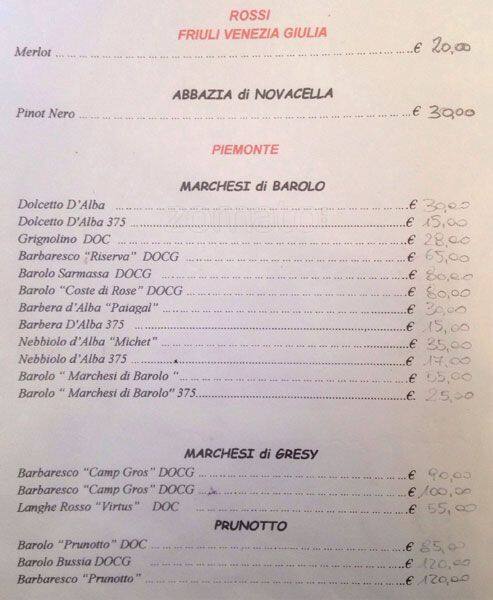 ROSSI
FRIULI VENEZIA GIULIA
Merlot € 20,00
ABBAZIA di NOVACELLA
Pinot Nero € 30,00
PIEMONTE
MARCHESI di BAROLO
Dolcetto D'Alba € 30,00
Dolcetto D'Alba 375 € 15,00
Grignolino DOC € 28,00
Barbaresco "Riserva" DOCG € 65,00
Barolo Sarmassa DOCG € 80,00
Barolo "Coste di Rose" DOCG € 80,00
Barbera d'Alba "Paiagal" € 30,00
Barbera D'Alba 375 € 15,00
Nebbiolo d'Alba "Michet" € 35,00
Nebbiolo d'Alba 375 € 17,00
Barolo " Marchesi di Barolo " €
Barolo " Marchesi di Barolo" 375 € 25,00
MARCHESI di GRESY
Barbaresco "Camp Gros" DOCG € 90,00
Barbaresco "Camp Gros" DOCG € 100,00
Langhe Rosso "Virtus" DOC € 55,00
PRUNOTTO
Barolo "Prunotto" DOC € 85,00
Barolo Bussia DOCG € 120,00
Barbaresco "Prunotto" € 120,00